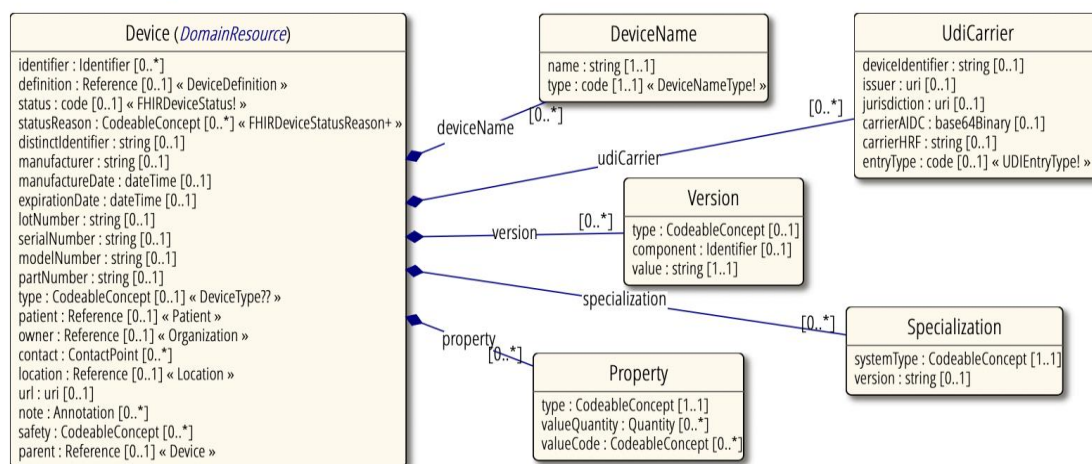 Device (DomainResource)
identifier : Identifier [0..*]
definition : Reference [0..1] « DeviceDefinition »
status : code [0..1] « FHIRDeviceStatus! »
statusReason : CodeableConcept [0..*] « FHIRDeviceStatusReason+ »
distinctIdentifier : string [0..1]
manufacturer : string [0..1]
manufactureDate : dateTime [0..1]
expirationDate : dateTime [0..1]
lotNumber : string [0..1]
serialNumber : string [0..1]
modelNumber : string [0..1]
partNumber : string [0..1]
type : CodeableConcept [0..1] « DeviceType?? »
patient : Reference [0..1] « Patient »
owner : Reference [0..1] « Organization »
contact : ContactPoint [0..*]
location : Reference [0..1] « Location »
url : uri [0..1]
note : Annotation [0..*]
safety : CodeableConcept [0..*]
parent : Reference [0..1] « Device »
deviceName
[0..*]
DeviceName
name : string [1..1]
type : code [1..1] « DeviceNameType! »
udiCarrier
[0..*]
UdiCarrier
deviceIdentifier : string [0..1]
issuer : uri [0..1]
jurisdiction : uri [0..1]
carrierAIDC : base64Binary [0..1]
carrierHRF : string [0..1]
entryType : code [0..1] « UDIEntryType! »
version
[0..*]
Version
type : CodeableConcept [0..1]
component : Identifier [0..1]
value : string [1..1]
specialization
[0..*]
Specialization
systemType : CodeableConcept [1..1]
version : string [0..1]
property
[0..*]
Property
type : CodeableConcept [1..1]
valueQuantity : Quantity [0..*]
valueCode : CodeableConcept [0..*]